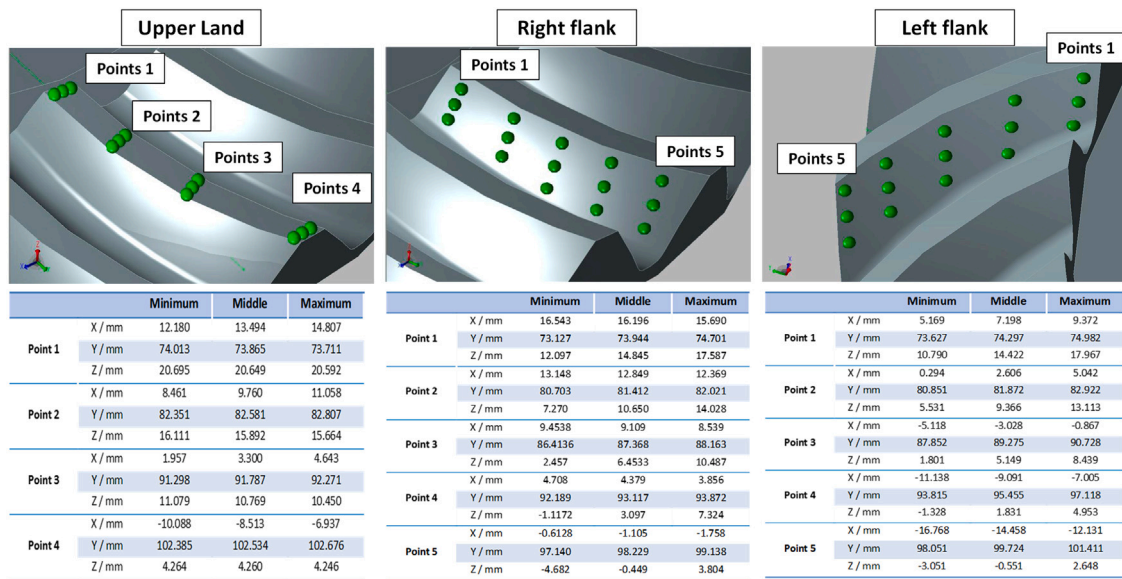 Upper Land
Right flank
Left flank
Points 1
Points 2
Points 3
Points 4
Points 1
Points 5
Points 1
Points 5
Minimum Middle Maximum
Point 1
X / mm 12.180 13.494 14.807
Y / mm 74.013 73.865 73.711
Z / mm 20.695 20.649 20.592
Point 2
X / mm 8.461 9.760 11.058
Y / mm 82.351 82.581 82.807
Z / mm 16.111 15.892 15.664
Point 3
X / mm 1.957 3.300 4.643
Y / mm 91.298 91.787 92.271
Z / mm 11.079 10.769 10.450
Point 4
X / mm -10.088 -8.513 -6.937
Y / mm 102.385 102.534 102.676
Z / mm 4.264 4.260 4.246
Minimum Middle Maximum
Point 1
X / mm 16.543 16.196 15.690
Y / mm 73.127 73.944 74.701
Z / mm 12.097 14.845 17.587
Point 2
X / mm 13.148 12.849 12.369
Y / mm 80.703 81.412 82.021
Z / mm 7.270 10.650 14.028
Point 3
X / mm 9.4538 9.109 8.539
Y / mm 86.4136 87.368 88.163
Z / mm 2.457 6.4533 10.487
Point 4
X / mm 4.708 4.379 3.856
Y / mm 92.189 93.117 93.872
Z / mm -1.1172 3.097 7.324
Point 5
X / mm -0.6128 -1.105 -1.758
Y / mm 97.140 98.229 99.138
Z / mm -4.682 -0.449 3.804
Minimum Middle Maximum
Point 1
X / mm 5.169 7.198 9.372
Y / mm 73.627 74.297 74.982
Z / mm 10.790 14.422 17.967
Point 2
X / mm 0.294 2.606 5.042
Y / mm 80.851 81.872 82.922
Z / mm 5.531 9.366 13.113
Point 3
X / mm -5.118 -3.028 -0.867
Y / mm 87.852 89.275 90.728
Z / mm 1.801 5.149 8.439
Point 4
X / mm -11.138 -9.091 -7.005
Y / mm 93.815 95.455 97.118
Z / mm -1.328 1.831 4.953
Point 5
X / mm -16.768 -14.458 -12.131
Y / mm 98.051 99.724 101.411
Z / mm -3.051 -0.551 2.648